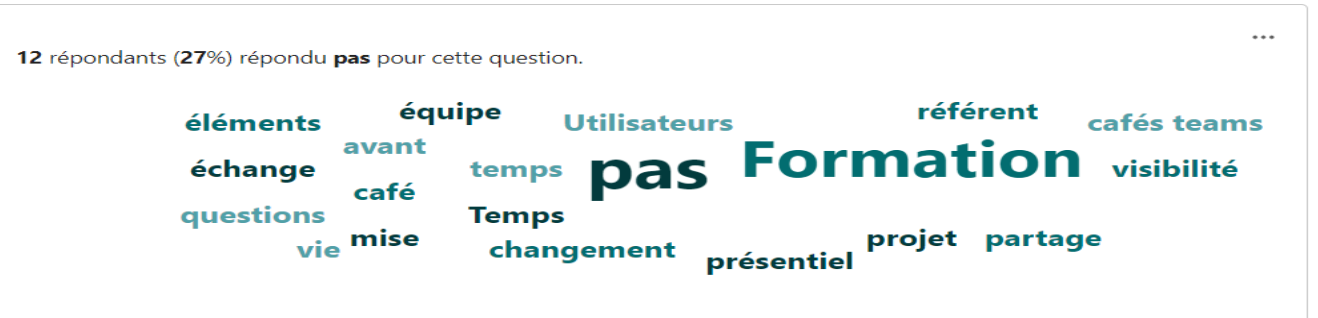 ...
12 répondants (27%) répondu pas pour cette question.
équipe référent
éléments Utilisateurs cafés teams
avant
échange temps pas Formation visibilité
café
questions Temps
vie mise changement projet partage
présentiel